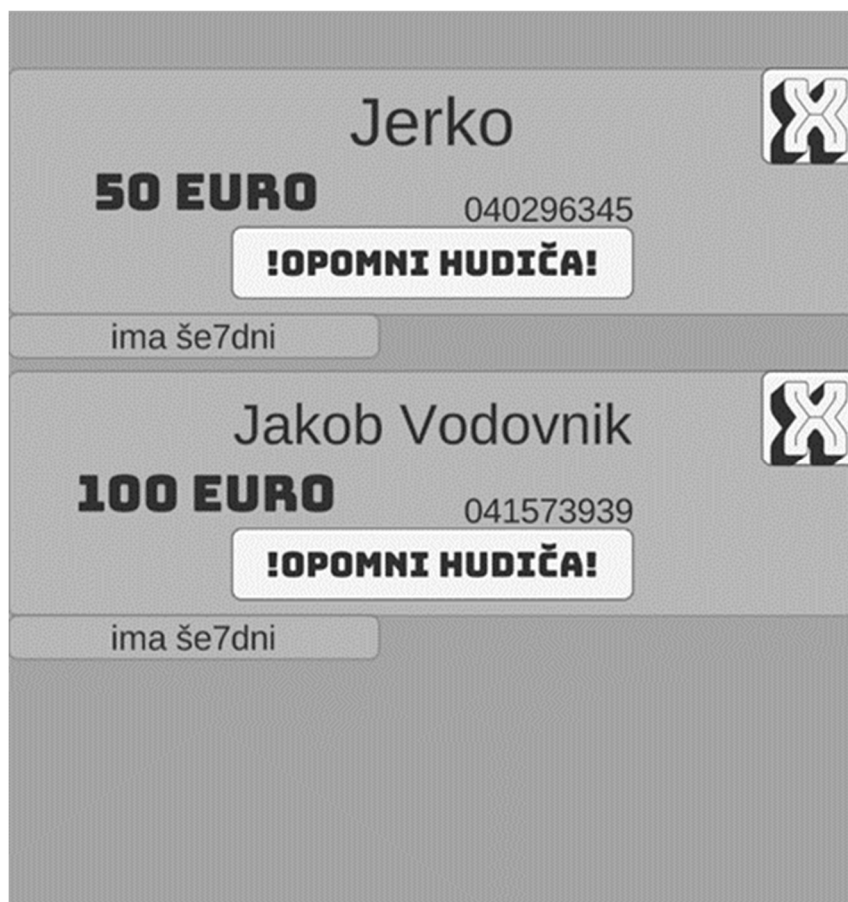 Jerko
X
50 EURO
040296345
!OPOMNI HUDIČA!
ima še7dni
Jakob Vodovnik
X
100 EURO
041573939
!OPOMNI HUDIČA!
ima še7dni